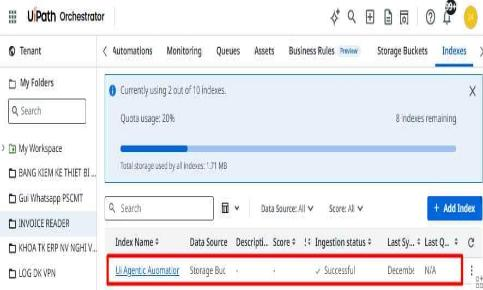 UiPath Orchestrator
99+
Tenant
Automations Monitoring Queues Assets Business Rules Preview Storage Buckets Indexes
My Folders
Search
My Workspace
BANG KIEM KE THIET BI ...
Gui Whatsapp PSCMT
INVOICE READER
KHOA TK ERP NV NGHI V...
LOG DK VPN
Currently using 2 out of 10 indexes.
Quota usage: 20%
8 indexes remaining
Total storage used by all indexes: 1.71 MB
Search
Data Source: All
Score: All
+ Add Index
Index Name Data Source Descripti... Score Ingestion status Last Sy... Last Q...
Ui Agentic Auomatior Storage Buc - - Successful Decembe N/A